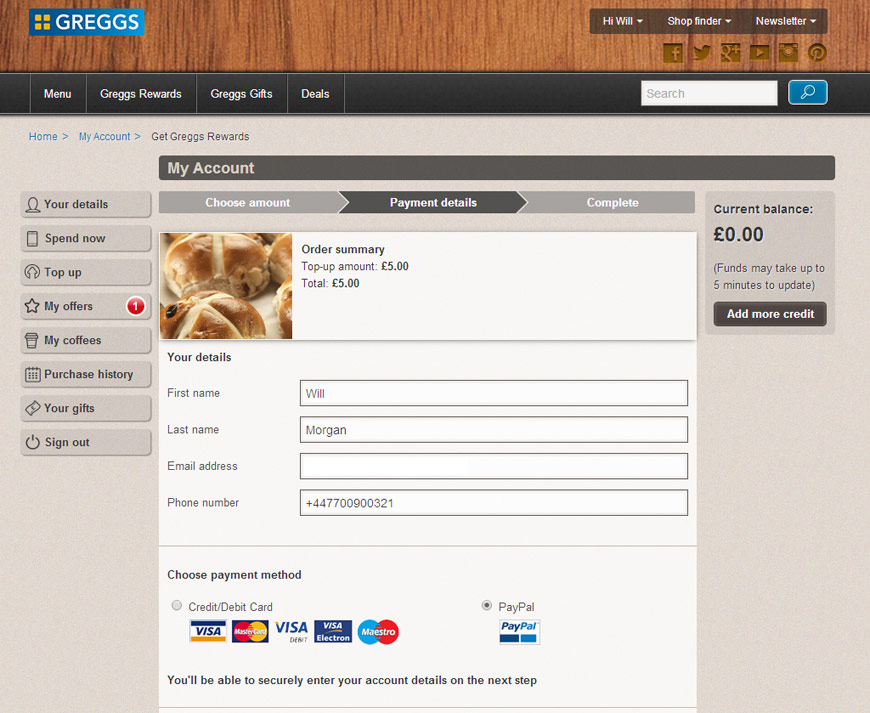 GREGGS
Hi Will Shop finder Newsletter
Menu Greggs Rewards Greggs Gifts Deals Search
Home > My Account > Get Greggs Rewards
My Account
Your details
Spend now
Top up
My offers 1
My coffees
Purchase history
Your gifts
Sign out
Choose amount Payment details Complete
Order summary
Top-up amount: £5.00
Total: £5.00
Your details
First name Will
Last name Morgan
Email address
Phone number +447700900321
Choose payment method
Credit/Debit Card PayPal
VISA MasterCard VISA DEBIT VISA Electron Maestro PayPal
You'll be able to securely enter your account details on the next step
Current balance:
£0.00
(Funds may take up to
5 minutes to update)
Add more credit